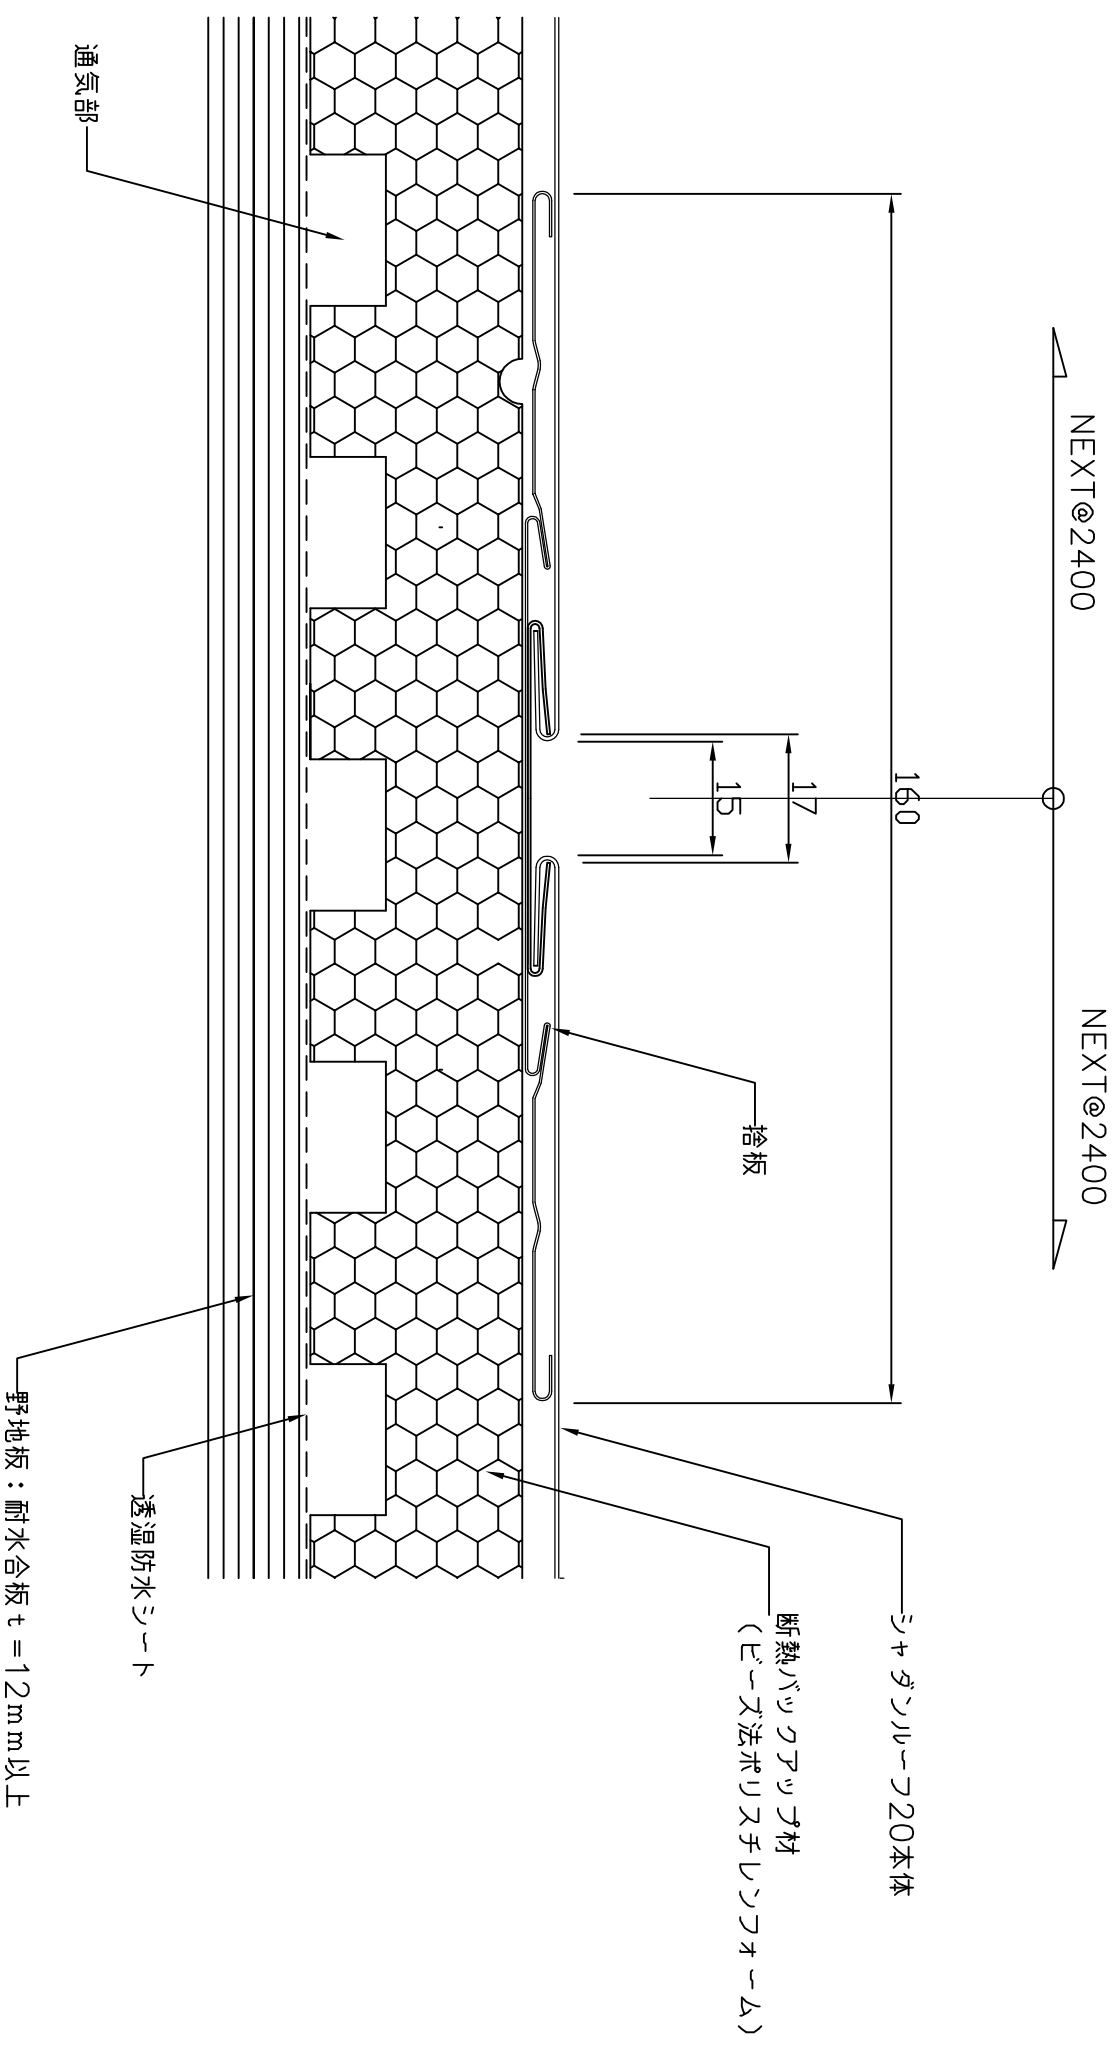 NEXT@2400
NEXT@2400
160
17
15
捨板
シャダンルーフ20本体
断熱バックアップ材
(ビーズ法ポリスチレンフォーム)
通気部
透湿防水シート
野地板:耐水合板t=12mm以上